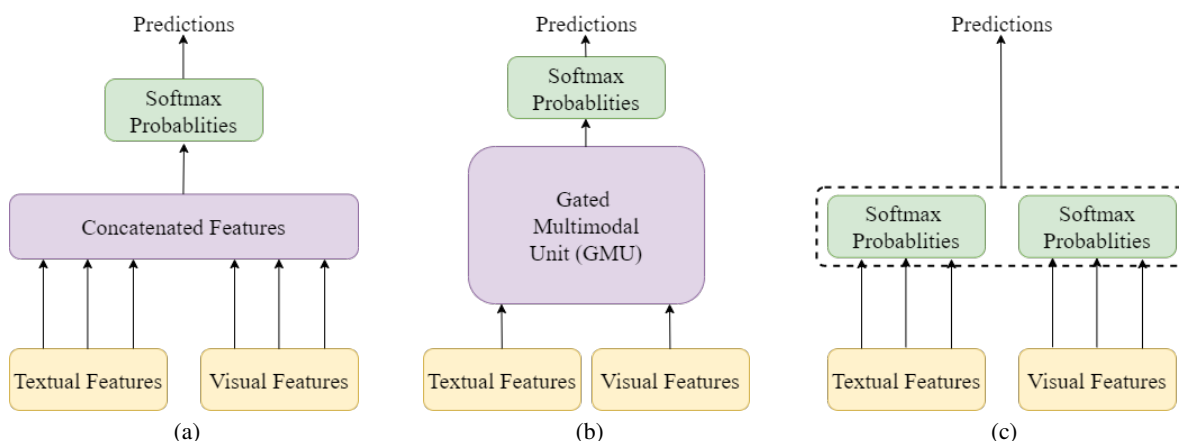 Predictions
Softmax
Probablities
Concatenated Features
Textual Features
Visual Features
(a)
Predictions
Softmax
Probablities
Gated
Multimodal
Unit (GMU)
Textual Features
Visual Features
(b)
Predictions
Softmax
Probablities
Softmax
Probablities
Textual Features
Visual Features
(c)